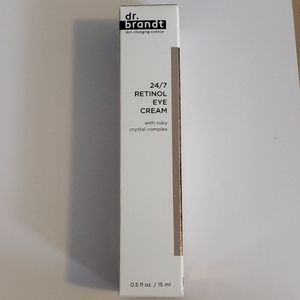 dr.
brandt
skin changing science
24/7
RETINOL
EYE
CREAM
with ruby
crystal complex
0.5 fl oz. / 15 ml